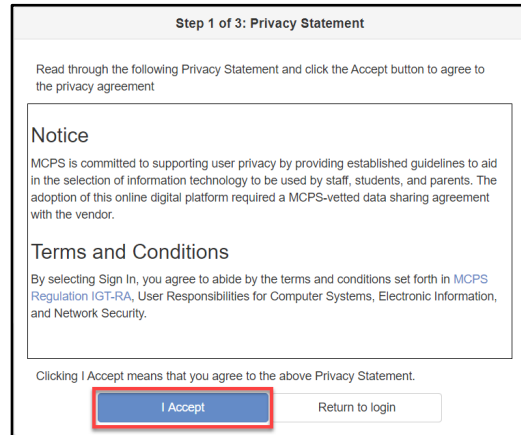 Step 1 of 3: Privacy Statement
Read through the following Privacy Statement and click the Accept button to agree to
the privacy agreement
Notice
MCPS is committed to supporting user privacy by providing established guidelines to aid
in the selection of information technology to be used by staff, students, and parents. The
adoption of this online digital platform required a MCPS-vetted data sharing agreement
with the vendor.
Terms and Conditions
By selecting Sign In, you agree to abide by the terms and conditions set forth in MCPS
Regulation IGT-RA, User Responsibilities for Computer Systems, Electronic Information,
and Network Security.
Clicking I Accept means that you agree to the above Privacy Statement.
I Accept Return to login